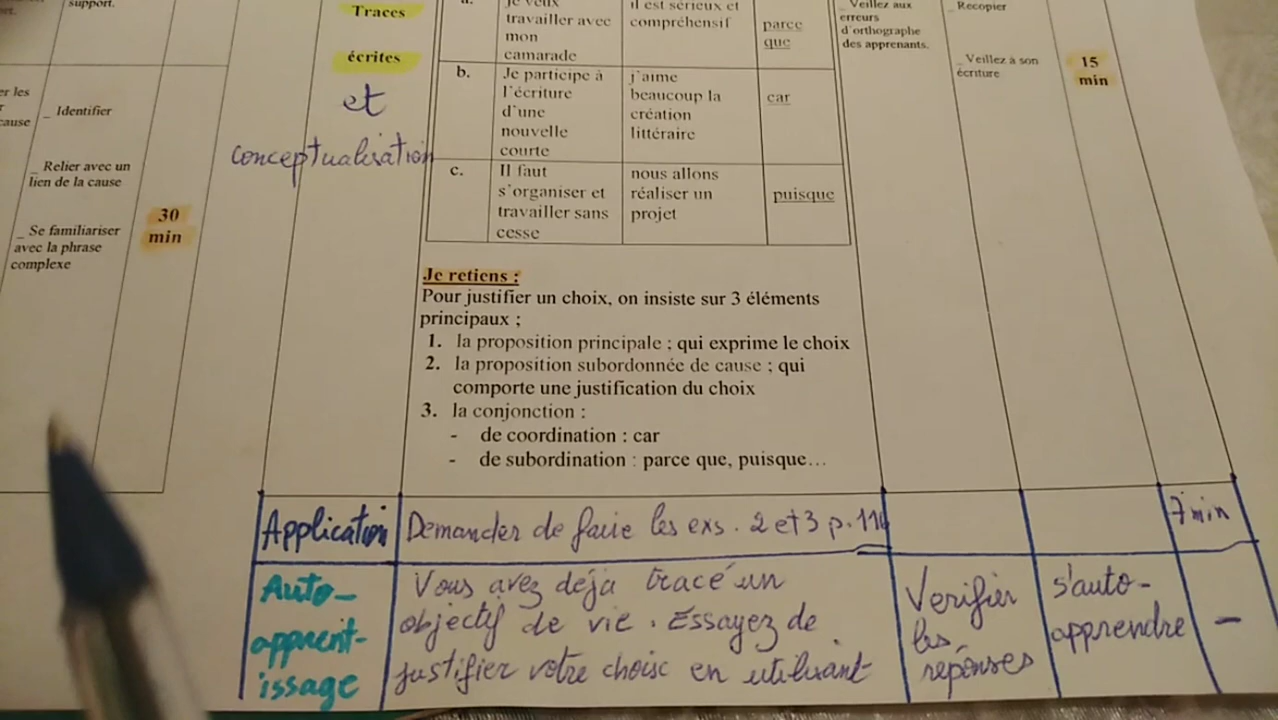 support.
er les
cause
_ Identifier
_ Relier avec un
lien de la cause
_ Se familiariser
avec la phrase
complexe
30
min
Traces
écrites
et
conceptualisation
a.
je veux
travailler avec
mon
camarade
il est sérieux et
compréhensif
parce
que
b.
Je participe à
l'écriture
d'une
nouvelle
courte
j'aime
beaucoup la
création
littéraire
car
c.
Il faut
s'organiser et
travailler sans
cesse
nous allons
réaliser un
projet
puisque
Je retiens :
Pour justifier un choix, on insiste sur 3 éléments
principaux ;
1. la proposition principale ; qui exprime le choix
2. la proposition subordonnée de cause ; qui
comporte une justification du choix
3. la conjonction :
- de coordination : car
- de subordination : parce que, puisque…
_ Veillez aux
erreurs
d'orthographe
des apprenants.
_ Recopier
_ Veillez à son
écriture
15
min
Application
Demander de faire les exs. 2 et 3 p.116
7 min
Auto-
apprent-
issage
Vous avez déja tracé un
objectif de vie. Essayez de
justifier votre choix en utilisant
Verifier
les
reponses
s'auto-
apprendre
-